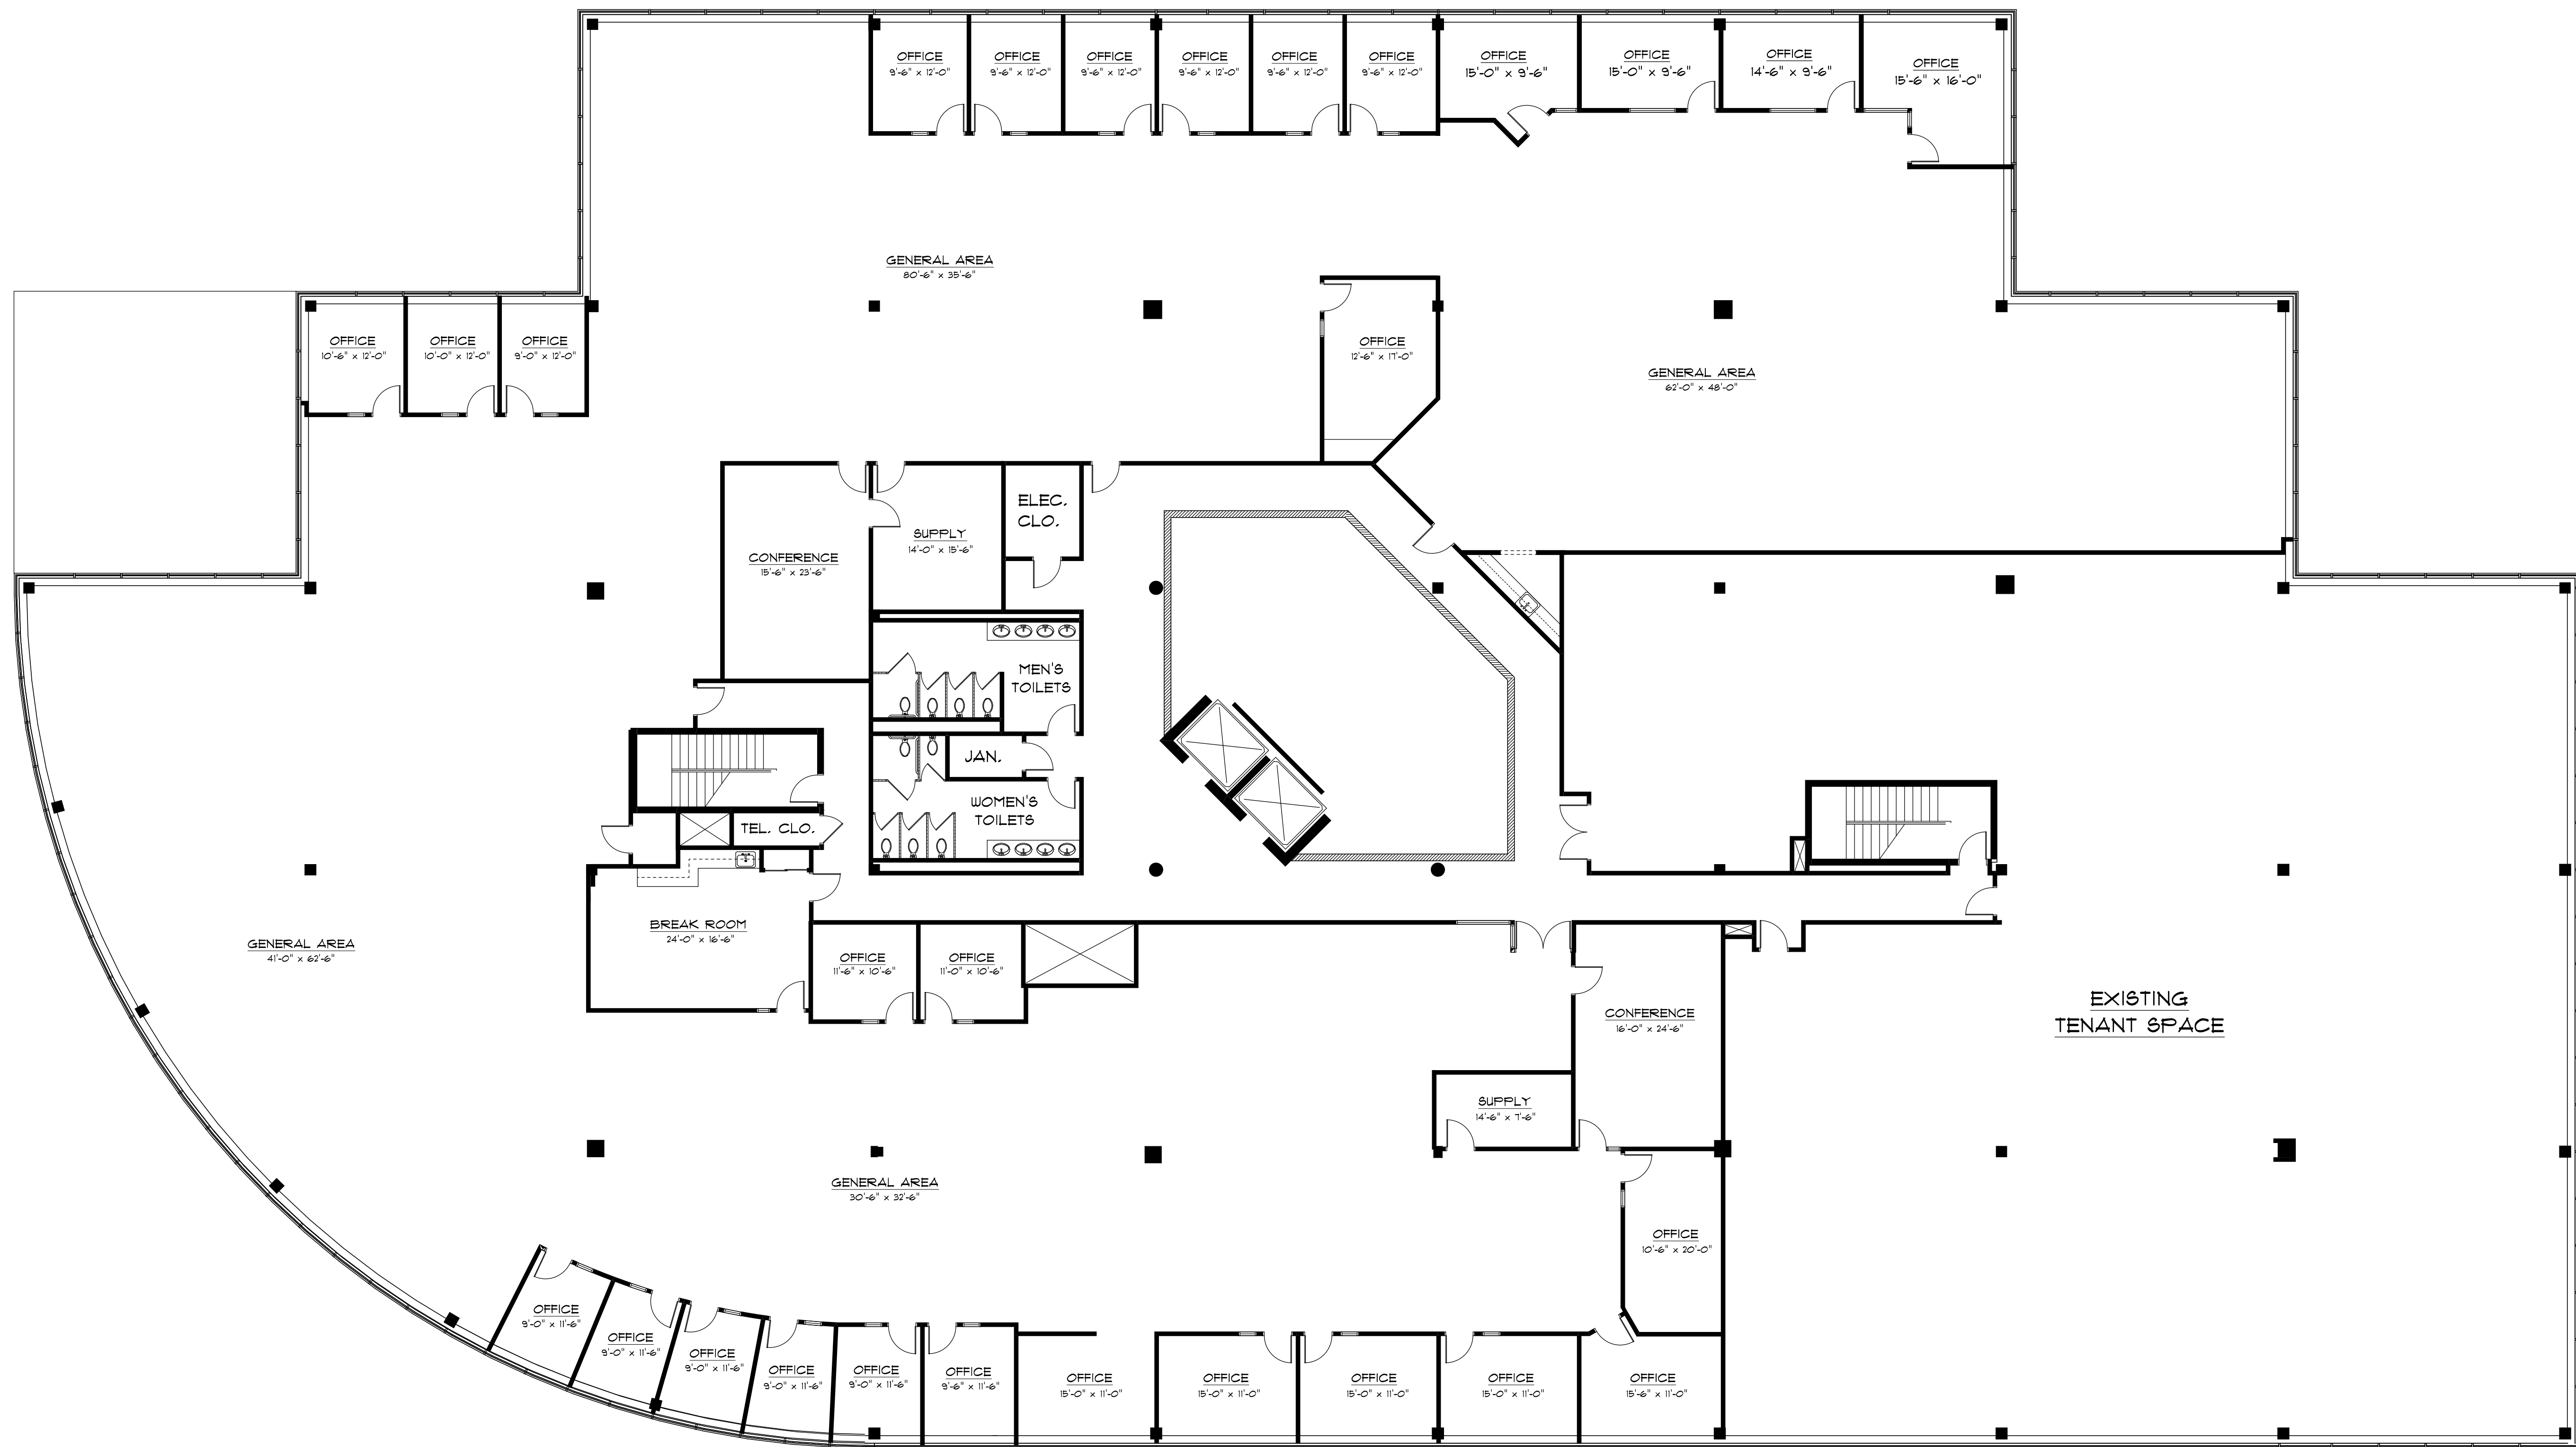 OFFICE
9'-6" x 12'-0"
OFFICE
9'-6" x 12'-0"
OFFICE
9'-6" x 12'-0"
OFFICE
9'-6" x 12'-0"
OFFICE
9'-6" x 12'-0"
OFFICE
9'-6" x 12'-0"
OFFICE
15'-0" x 9'-6"
OFFICE
15'-0" x 9'-6"
OFFICE
14'-6" x 9'-6"
OFFICE
15'-6" x 16'-0"
GENERAL AREA
80'-6" x 35'-6"
OFFICE
10'-6" x 12'-0"
OFFICE
10'-0" x 12'-0"
OFFICE
9'-0" x 12'-0"
OFFICE
12'-6" x 17'-0"
GENERAL AREA
62'-0" x 48'-0"
CONFERENCE
15'-6" x 23'-6"
SUPPLY
14'-0" x 15'-6"
ELEC.
CLO.
MEN'S
TOILETS
JAN.
WOMEN'S
TOILETS
TEL. CLO.
BREAK ROOM
24'-0" x 16'-6"
GENERAL AREA
41'-0" x 62'-6"
OFFICE
11'-6" x 10'-6"
OFFICE
11'-0" x 10'-6"
CONFERENCE
16'-0" x 24'-6"
EXISTING
TENANT SPACE
SUPPLY
14'-6" x 7'-6"
GENERAL AREA
30'-6" x 32'-6"
OFFICE
10'-6" x 20'-0"
OFFICE
9'-0" x 11'-6"
OFFICE
9'-0" x 11'-6"
OFFICE
9'-0" x 11'-6"
OFFICE
9'-0" x 11'-6"
OFFICE
9'-0" x 11'-6"
OFFICE
9'-6" x 11'-6"
OFFICE
15'-0" x 11'-0"
OFFICE
15'-0" x 11'-0"
OFFICE
15'-0" x 11'-0"
OFFICE
15'-0" x 11'-0"
OFFICE
15'-6" x 11'-0"